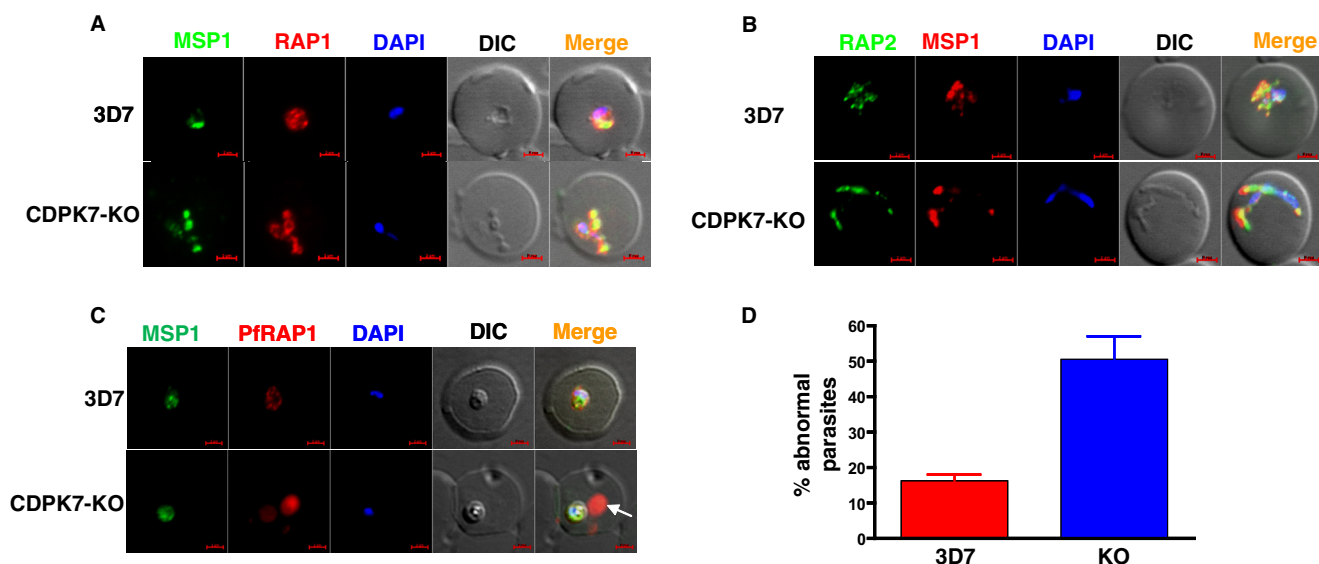 A
MSP1 RAP1 DAPI DIC Merge
3D7
CDPK7-KO
B
RAP2 MSP1 DAPI DIC Merge
3D7
CDPK7-KO
C
MSP1 PfRAP1 DAPI DIC Merge
3D7
CDPK7-KO
D
% abnormal
parasites
60
50
40
30
20
10
0
3D7 KO